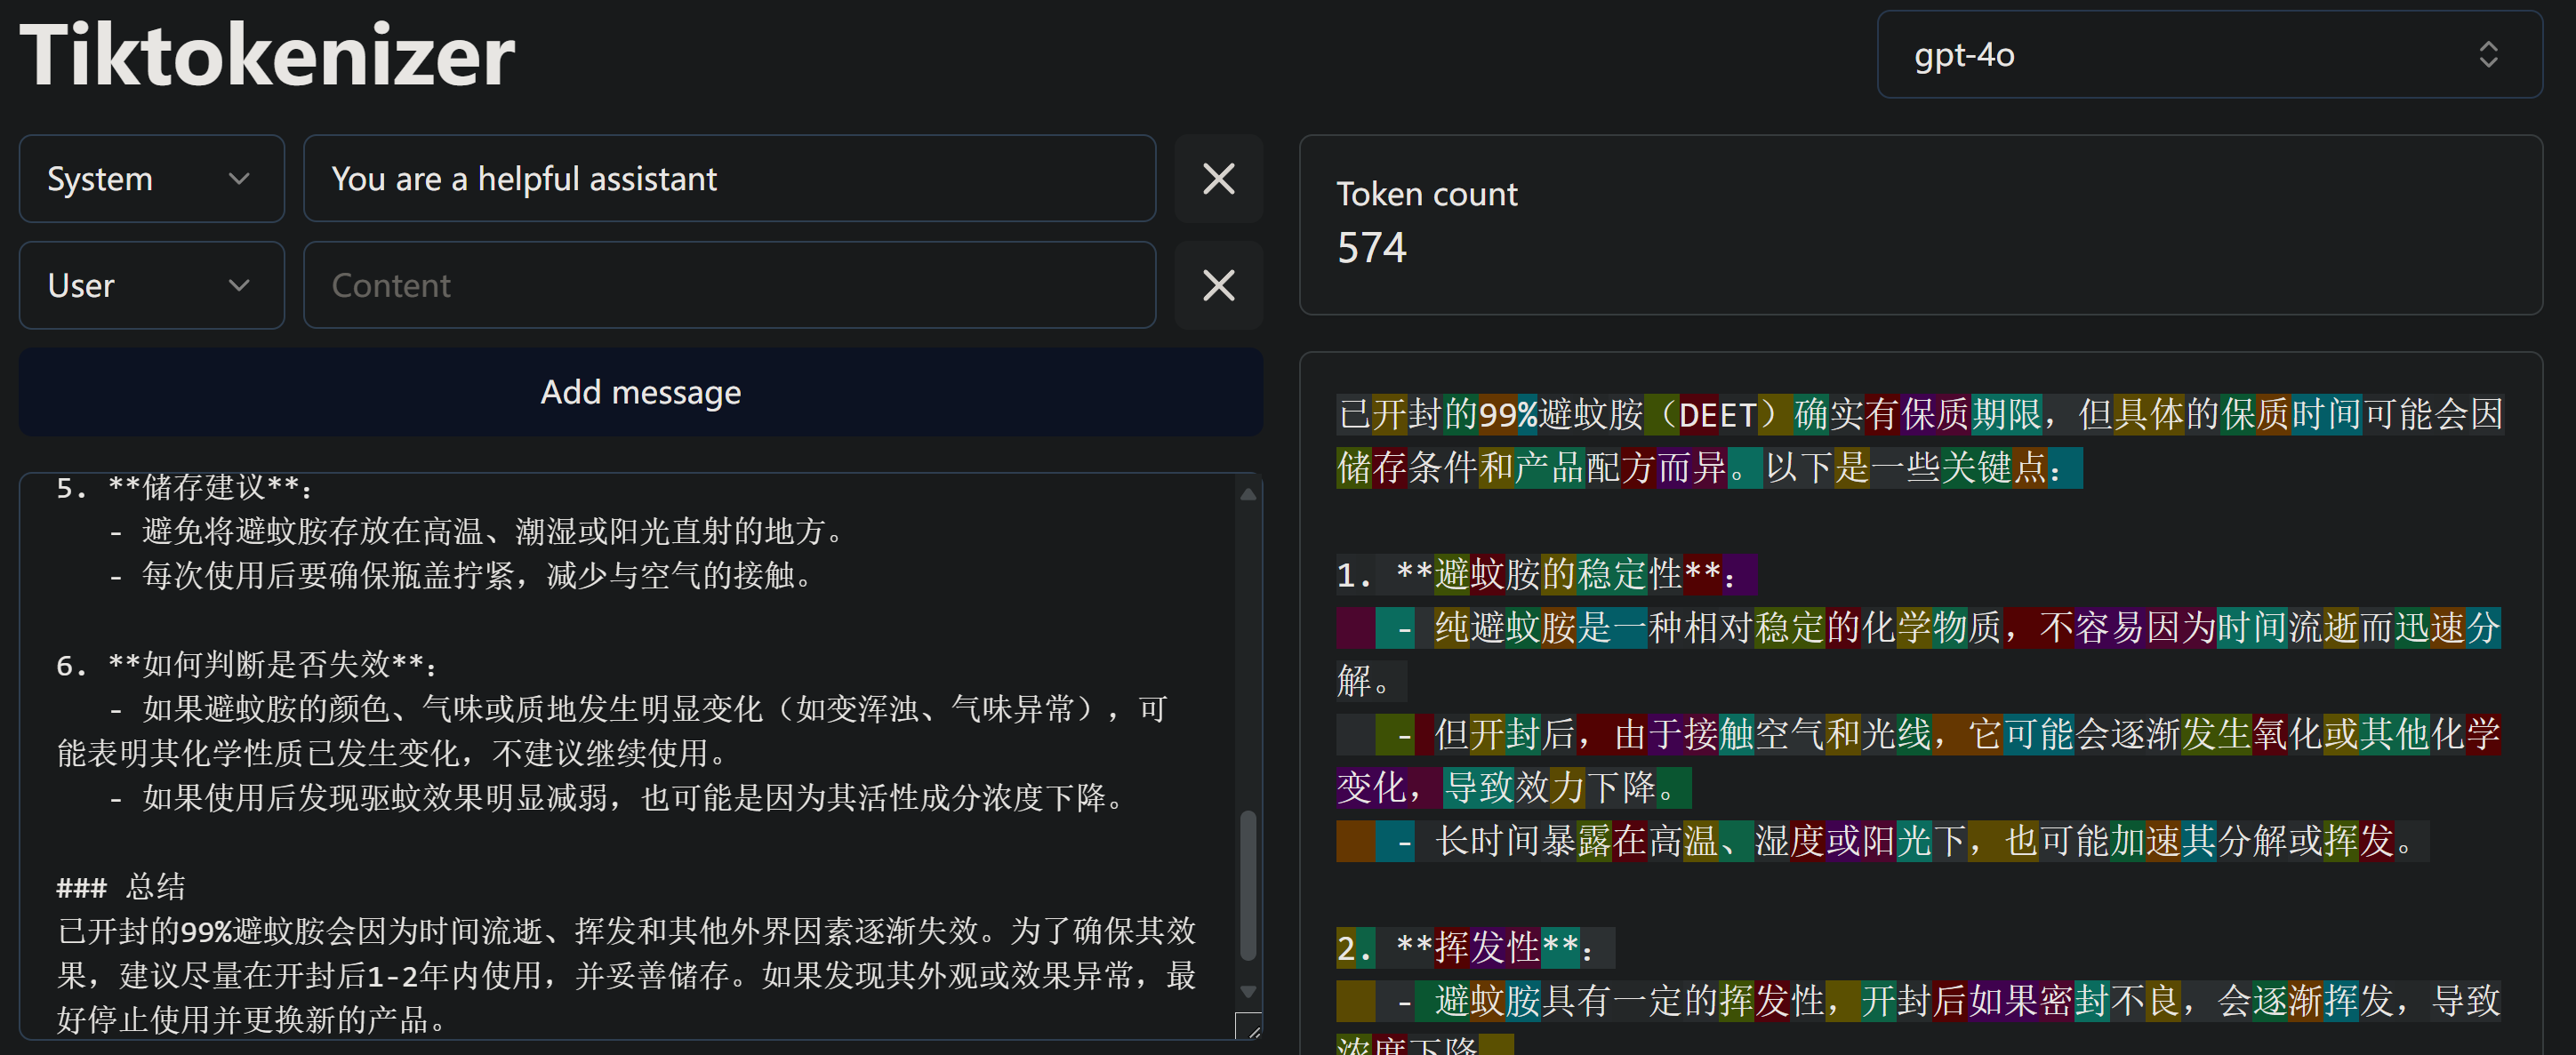 Tiktokenizer
gpt-4o
System
You are a helpful assistant
User
Content
Add message
5. **储存建议**：
- 避免将避蚊胺存放在高温、潮湿或阳光直射的地方。
- 每次使用后要确保瓶盖拧紧，减少与空气的接触。
6. **如何判断是否失效**：
- 如果避蚊胺的颜色、气味或质地发生明显变化（如变浑浊、气味异常），可
能表明其化学性质已发生变化，不建议继续使用。
- 如果使用后发现驱蚊效果明显减弱，也可能是因为其活性成分浓度下降。
### 总结
已开封的99%避蚊胺会因为时间流逝、挥发和其他外界因素逐渐失效。为了确保其效
果，建议尽量在开封后1-2年内使用，并妥善储存。如果发现其外观或效果异常，最
好停止使用并更换新的产品。
Token count
574
已开封的99%避蚊胺（DEET）确实有保质期限，但具体的保质时间可能会因
储存条件和产品配方而异。以下是一些关键点：
1. **避蚊胺的稳定性**：
- 纯避蚊胺是一种相对稳定的化学物质，不容易因为时间流逝而迅速分
解。
- 但开封后，由于接触空气和光线，它可能会逐渐发生氧化或其他化学
变化，导致效力下降。
- 长时间暴露在高温、湿度或阳光下，也可能加速其分解或挥发。
2. **挥发性**：
- 避蚊胺具有一定的挥发性，开封后如果密封不良，会逐渐挥发，导致
浓度下降